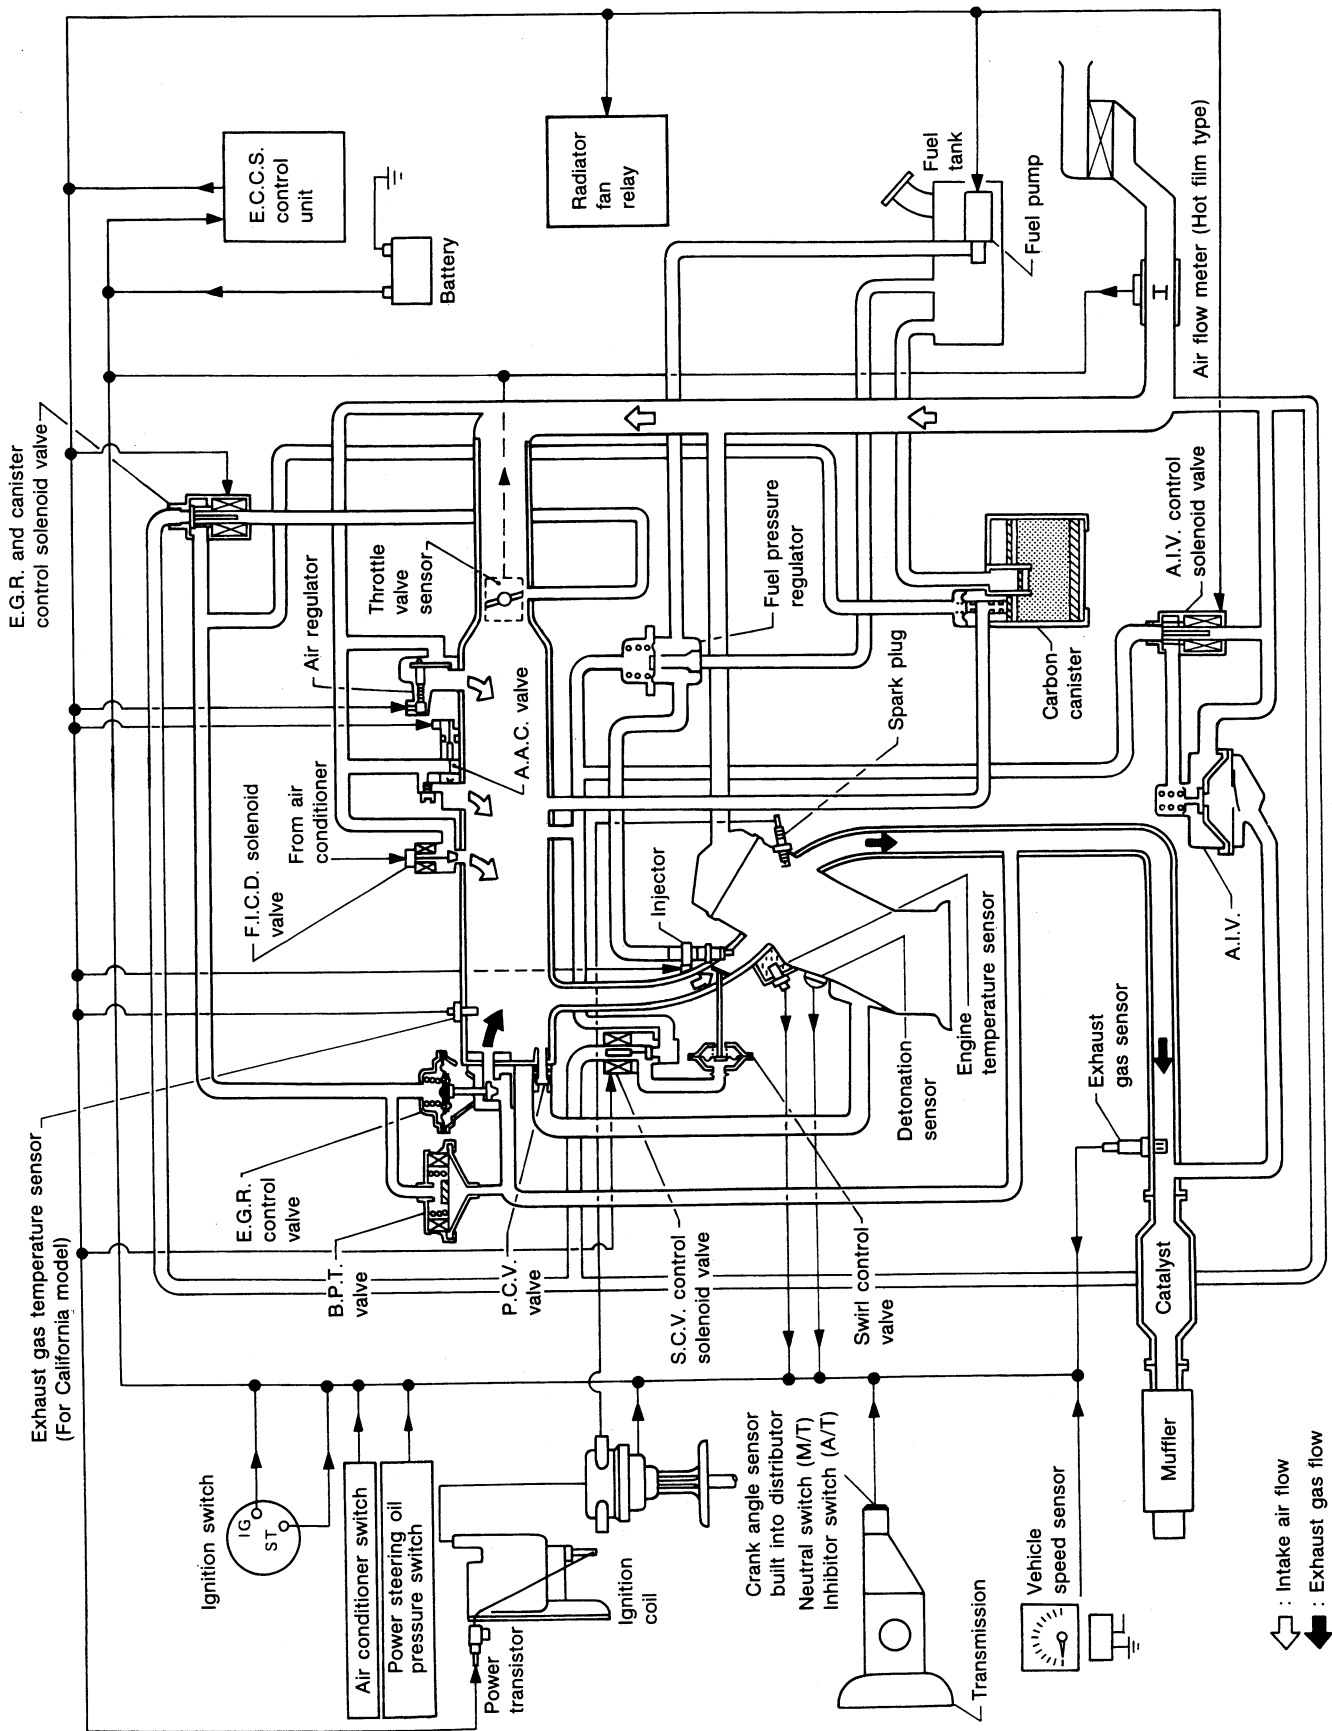 E.G.R. and canister
control solenoid valve
E.C.C.S.
control
unit
Battery
Radiator
fan
relay
Fuel
tank
Fuel pump
Air flow meter (Hot film type)
Throttle
valve
sensor
Air regulator
A.A.C. valve
From air
conditioner
F.I.C.D. solenoid
valve
Fuel pressure
regulator
Spark plug
Carbon
canister
A.I.V. control
solenoid valve
A.I.V.
Injector
Exhaust gas temperature sensor
(For California model)
E.G.R.
control
valve
B.P.T.
valve
P.C.V.
valve
S.C.V. control
solenoid valve
Swirl control
valve
Detonation
sensor
Engine
temperature sensor
Exhaust
gas sensor
Catalyst
Muffler
Ignition switch
IG
ST
Air conditioner switch
Power steering oil
pressure switch
Power
transistor
Ignition
coil
Crank angle sensor
built into distributor
Neutral switch (M/T)
Inhibitor switch (A/T)
Transmission
Vehicle
speed sensor
: Intake air flow
: Exhaust gas flow